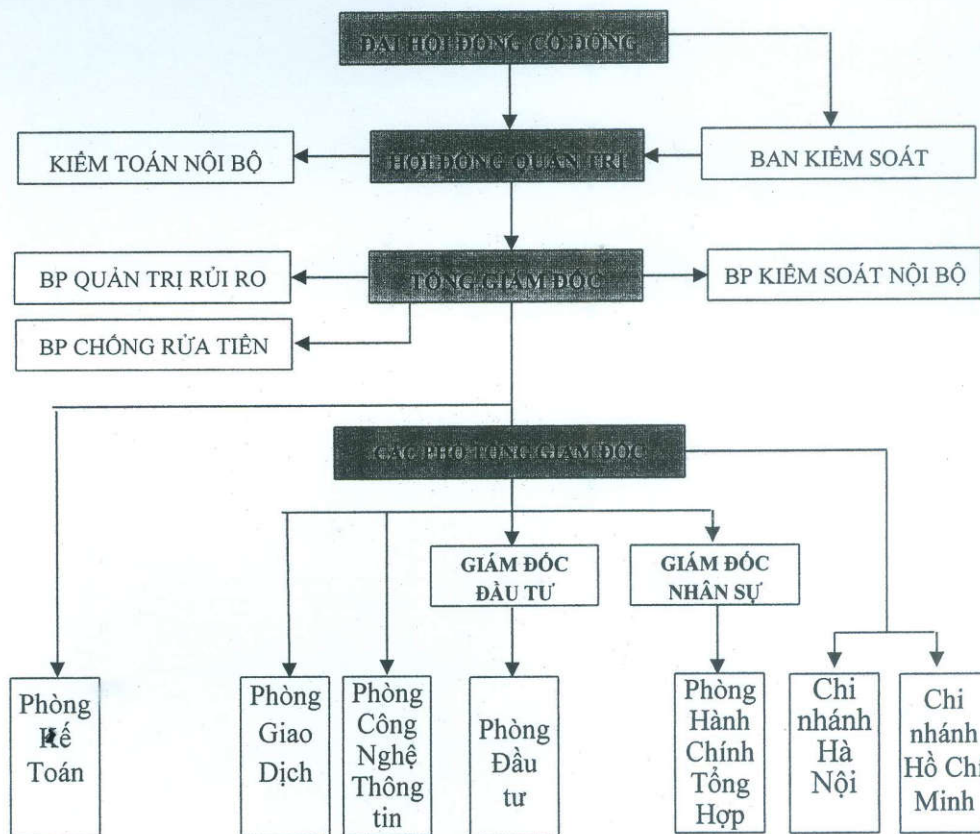 ĐẠI HỘI ĐỒNG CỔ ĐÔNG
KIỂM TOÁN NỘI BỘ
HỘI ĐỒNG QUẢN TRỊ
BAN KIỂM SOÁT
BP QUẢN TRỊ RỦI RO
TỔNG GIÁM ĐỐC
BP KIỂM SOÁT NỘI BỘ
BP CHỐNG RỬA TIỀN
CÁC PHÓ TỔNG GIÁM ĐỐC
GIÁM ĐỐC
ĐẦU TƯ
GIÁM ĐỐC
NHÂN SỰ
Phòng
Kế
Toán
Phòng
Giao
Dịch
Phòng
Công
Nghệ
Thông
tin
Phòng
Đầu
tư
Phòng
Hành
Chính
Tổng
Hợp
Chi
nhánh
Hà
Nội
Chi
nhánh
Hồ Chí
Minh